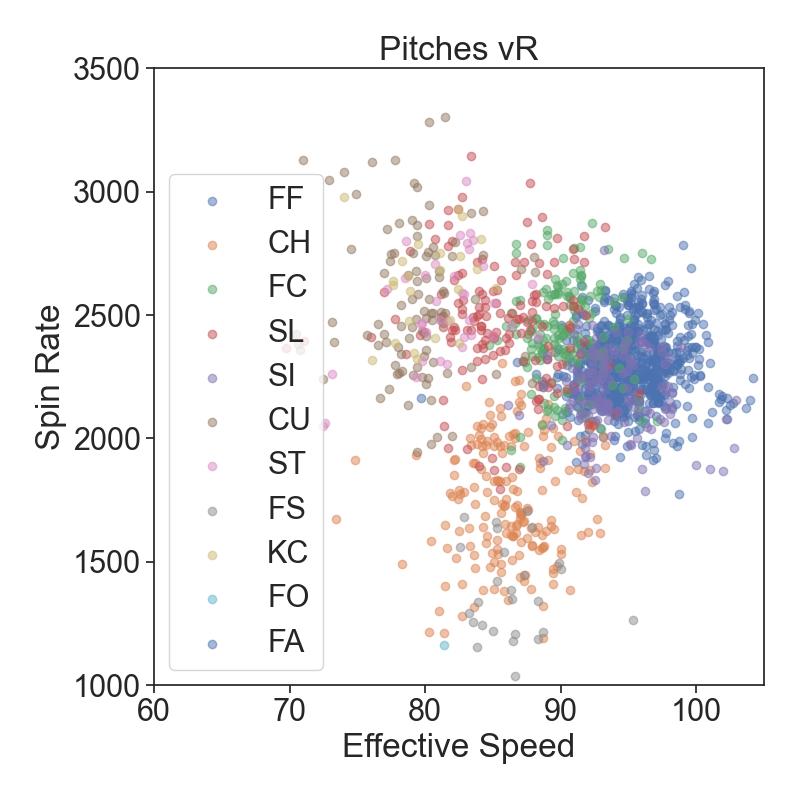 Pitches vR
3500
3000
2500
2000
1500
1000
Spin Rate
FF
CH
FC
SL
SI
CU
ST
FS
KC
FO
FA
60 70 80 90 100
Effective Speed